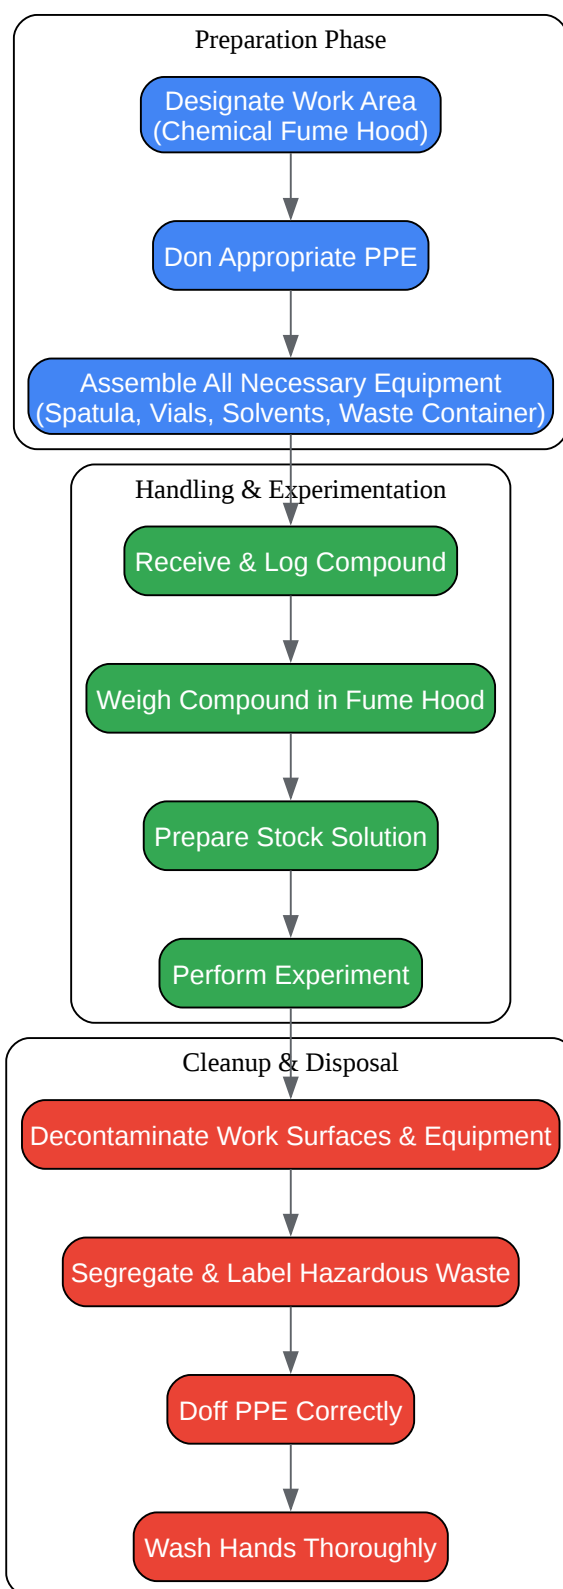 Preparation Phase
Designate Work Area
(Chemical Fume Hood)
Don Appropriate PPE
Assemble All Necessary Equipment
(Spatula, Vials, Solvents, Waste Container)
Handling & Experimentation
Receive & Log Compound
Weigh Compound in Fume Hood
Prepare Stock Solution
Perform Experiment
Cleanup & Disposal
Decontaminate Work Surfaces & Equipment
Segregate & Label Hazardous Waste
Doff PPE Correctly
Wash Hands Thoroughly